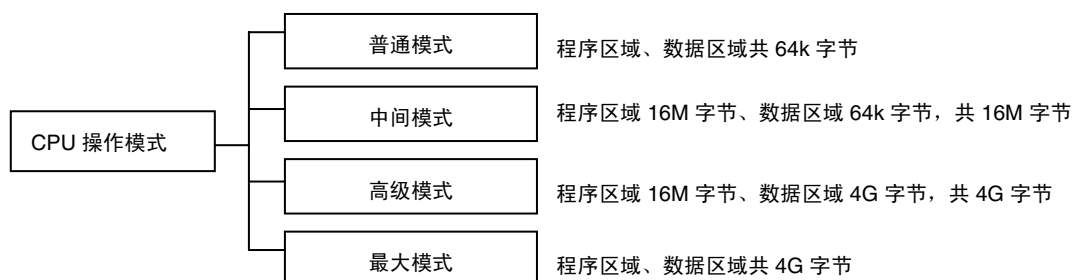 普通模式
程序区域、数据区域共 64k 字节
中间模式
程序区域 16M 字节、数据区域 64k 字节，共 16M 字节
CPU 操作模式
高级模式
程序区域 16M 字节、数据区域 4G 字节，共 4G 字节
最大模式
程序区域、数据区域共 4G 字节